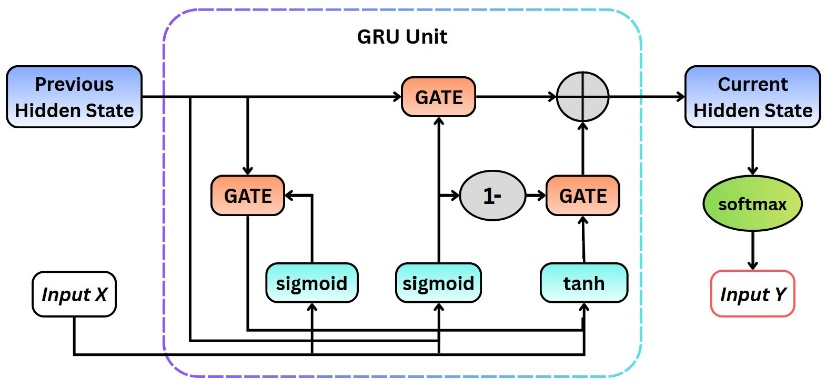 GRU Unit
Previous
Hidden State
GATE
Current
Hidden State
GATE
1-
GATE
softmax
Input X
sigmoid
sigmoid
tanh
Input Y